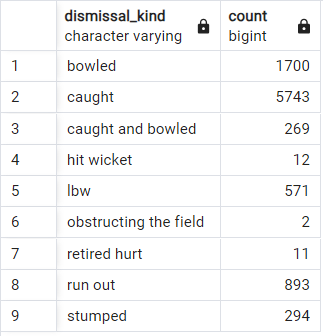 dismissal_kind count
character varying bigint
1 bowled 1700
2 caught 5743
3 caught and bowled 269
4 hit wicket 12
5 lbw 571
6 obstructing the field 2
7 retired hurt 11
8 run out 893
9 stumped 294